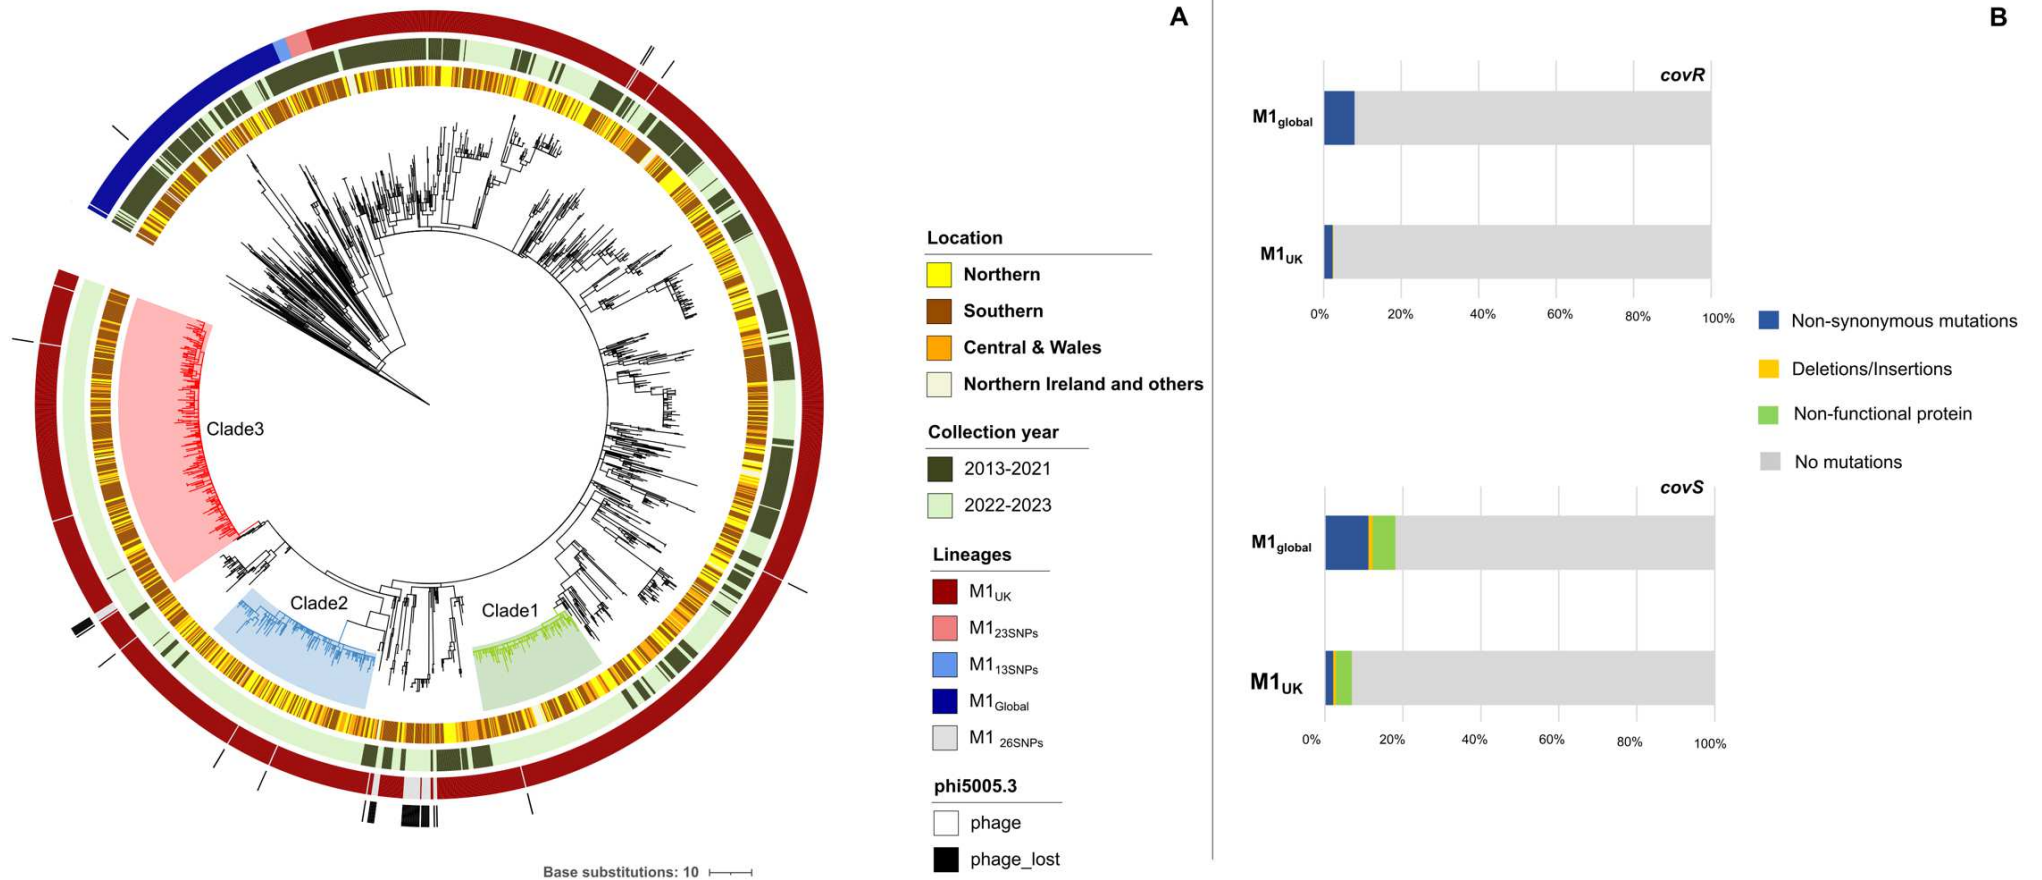 A
Clade3
Clade2
Clade1
Base substitutions: 10
Location
Northern
Southern
Central & Wales
Northern Ireland and others
Collection year
2013-2021
2022-2023
Lineages
M1UK
M123SNPs
M113SNPs
M1Global
M1 26SNPs
phi5005.3
phage
phage_lost
B
covR
M1global
M1UK
0% 20% 40% 60% 80% 100%
covS
M1global
M1UK
0% 20% 40% 60% 80% 100%
Non-synonymous mutations
Deletions/Insertions
Non-functional protein
No mutations